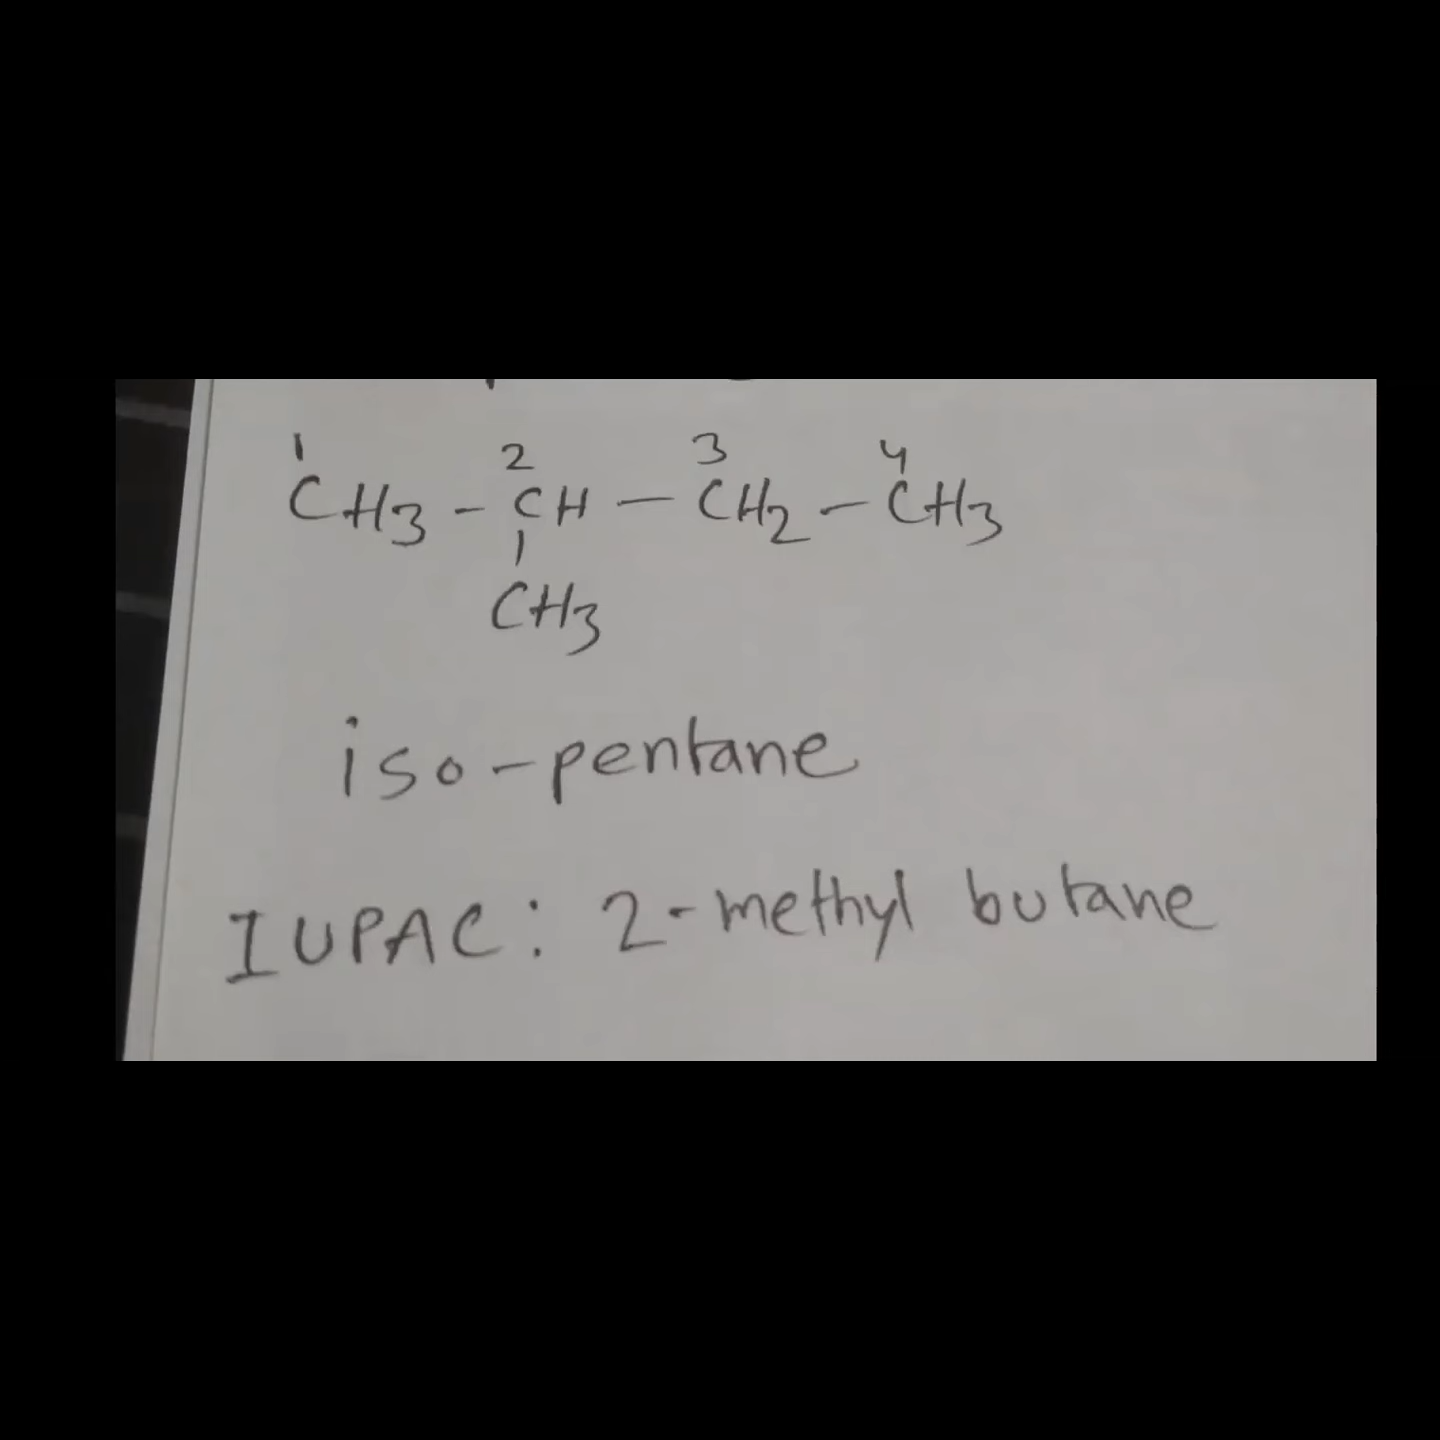 1 2 3 4
CH3 - CH — CH2 - CH3
CH3
iso-pentane
IUPAC: 2-methyl butane